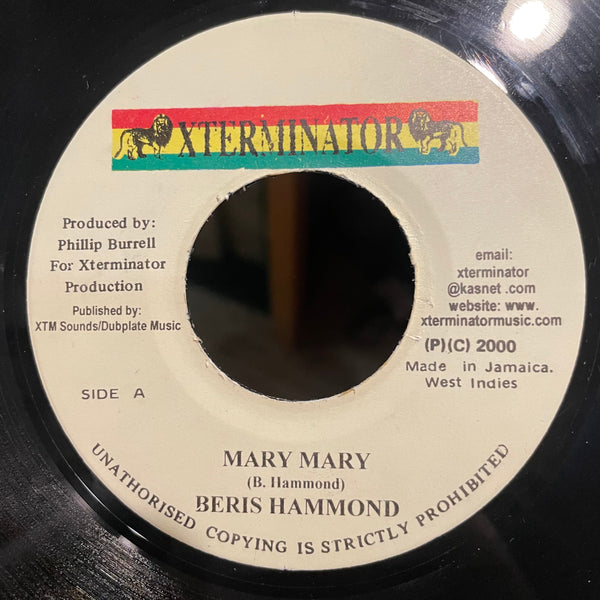 XTERMINATOR
Produced by:
Phillip Burrell
For Xterminator
Production
Published by:
XTM Sounds/Dubplate Music
SIDE A
email:
xterminator
@kasnet .com
website: www.
xterminatormusic.com
(P)(C) 2000
Made in Jamaica.
West Indies
MARY MARY
(B. Hammond)
BERIS HAMMOND
UNATHORISED COPYING IS STRICTLY PROHIBITED